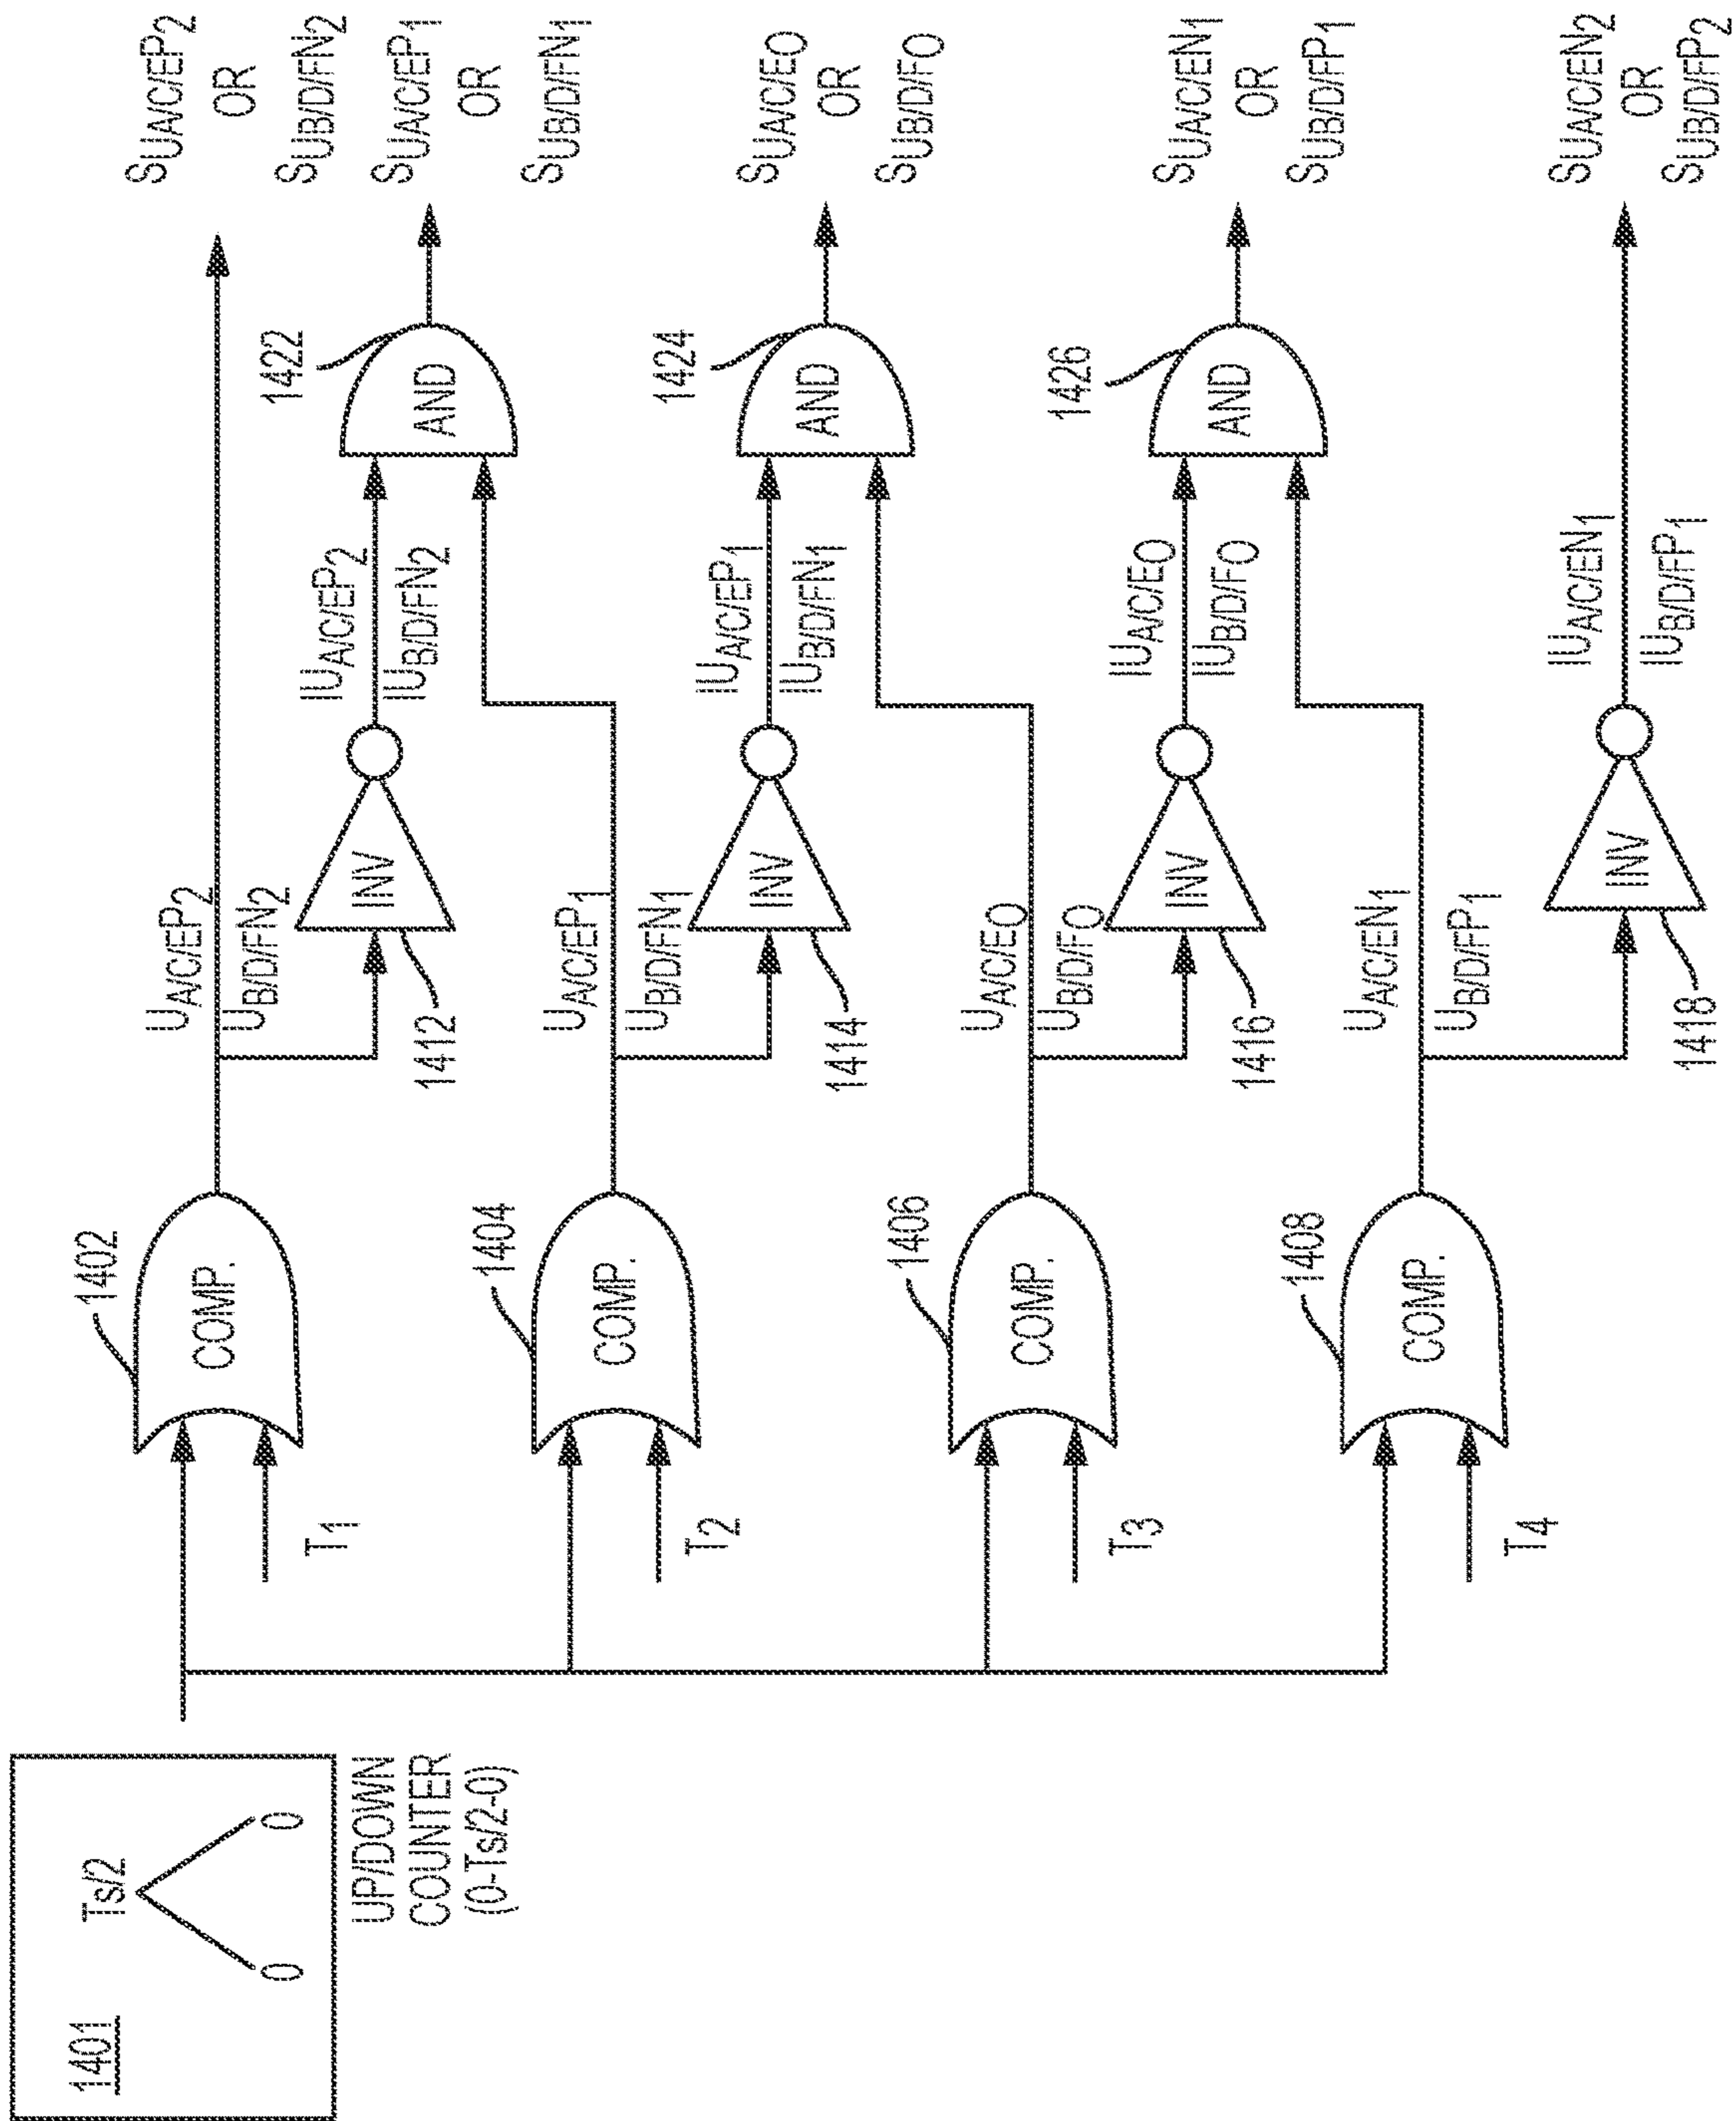 1401
Ts/2
0
0
UP/DOWN
COUNTER
(0-Ts/2-0)
T1
T2
T3
T4
1402
COMP.
1404
COMP.
1406
COMP.
1408
COMP.
UA/C/EP2
UB/D/FN2
UA/C/EP1
UB/D/FN1
UA/C/EO
UB/D/FO
UA/C/EN1
UB/D/FP1
1412
INV
1414
INV
1416
INV
1418
INV
IUA/C/EP2
IUB/D/FN2
IUA/C/EP1
IUB/D/FN1
IUA/C/EO
IUB/D/FO
IUA/C/EN1
IUB/D/FP1
1422
AND
1424
AND
1426
AND
SUA/C/EP2
OR
SUB/D/FN2
SUA/C/EP1
OR
SUB/D/FN1
SUA/C/EO
OR
SUB/D/FO
SUA/C/EN1
OR
SUB/D/FP1
SUA/C/EN2
OR
SUB/D/FP2